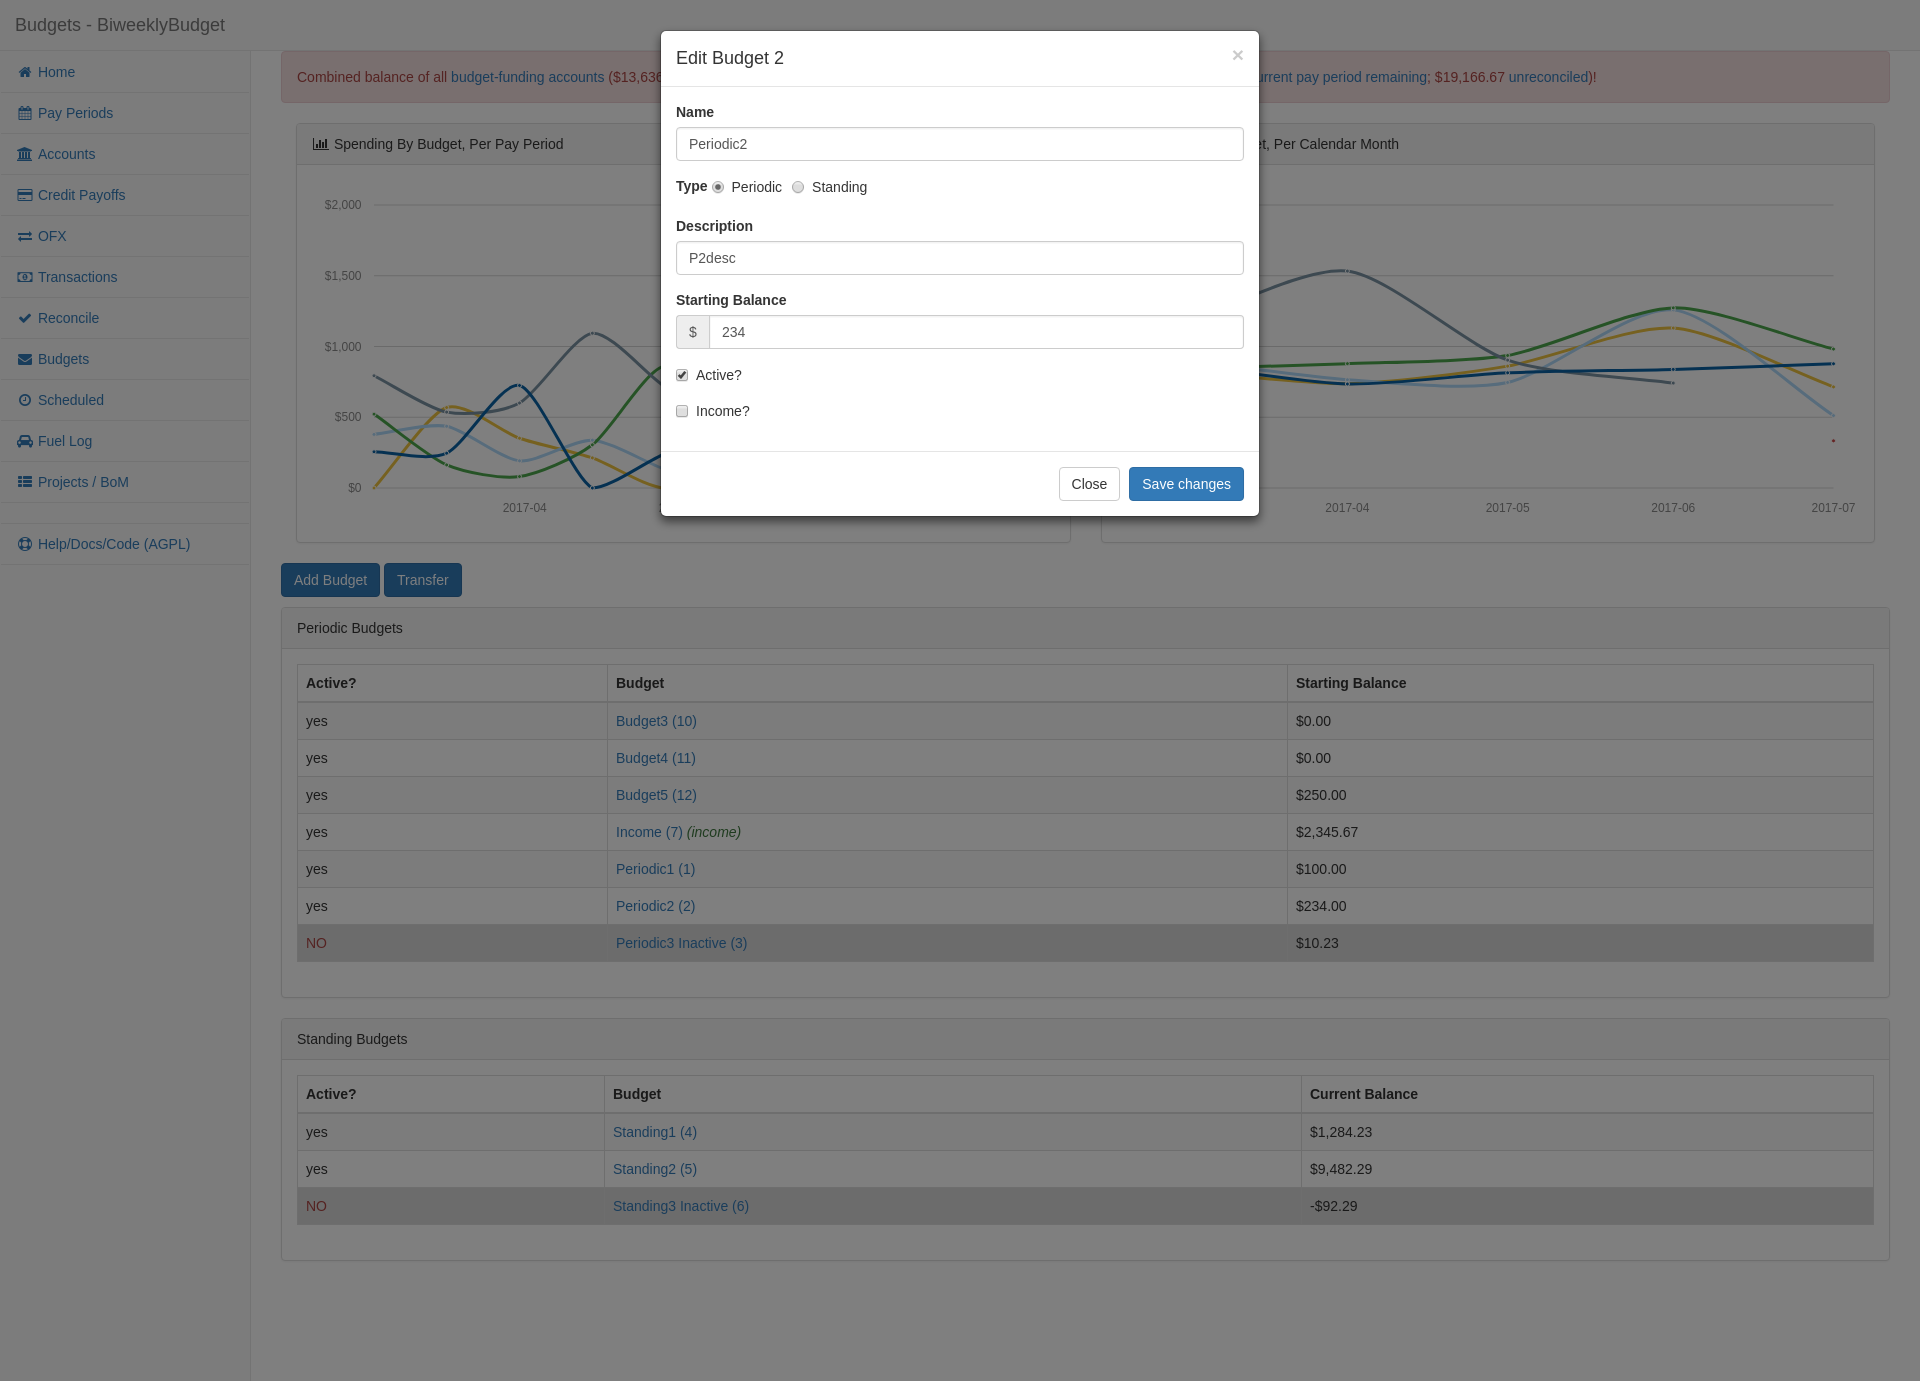 Budgets - BiweeklyBudget
Home
Pay Periods
Accounts
Credit Payoffs
OFX
Transactions
Reconcile
Budgets
Scheduled
Fuel Log
Projects / BoM
Help/Docs/Code (AGPL)
Combined balance of all budget-funding accounts ($13,636
urrent pay period remaining; $19,166.67 unreconciled)!
Edit Budget 2
×
Name
Periodic2
Type Periodic Standing
Description
P2desc
Starting Balance
$ 234
Active?
Income?
Close Save changes
Spending By Budget, Per Pay Period
$2,000
$1,500
$1,000
$500
$0
2017-04
, Per Calendar Month
2017-04 2017-05 2017-06 2017-07
Add Budget Transfer
Periodic Budgets
Active? Budget Starting Balance
yes Budget3 (10) $0.00
yes Budget4 (11) $0.00
yes Budget5 (12) $250.00
yes Income (7) (income) $2,345.67
yes Periodic1 (1) $100.00
yes Periodic2 (2) $234.00
NO Periodic3 Inactive (3) $10.23
Standing Budgets
Active? Budget Current Balance
yes Standing1 (4) $1,284.23
yes Standing2 (5) $9,482.29
NO Standing3 Inactive (6) -$92.29